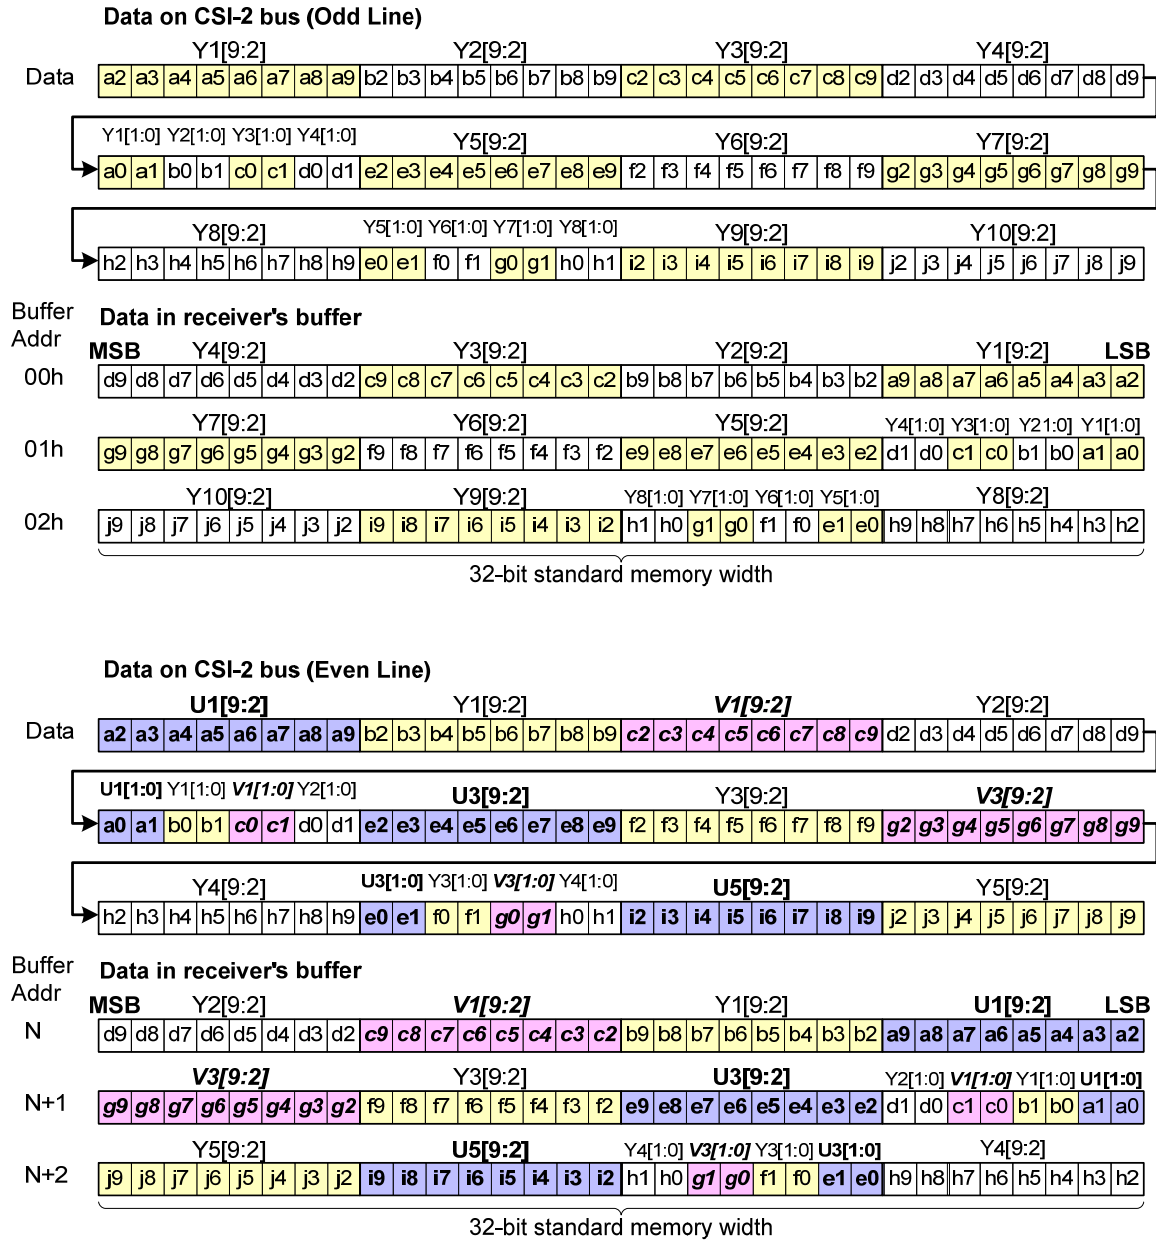 Data on CSI-2 bus (Odd Line)
Y1[9:2] Y2[9:2] Y3[9:2] Y4[9:2]
Data a2 a3 a4 a5 a6 a7 a8 a9 b2 b3 b4 b5 b6 b7 b8 b9 c2 c3 c4 c5 c6 c7 c8 c9 d2 d3 d4 d5 d6 d7 d8 d9
Y1[1:0] Y2[1:0] Y3[1:0] Y4[1:0] Y5[9:2] Y6[9:2] Y7[9:2]
a0 a1 b0 b1 c0 c1 d0 d1 e2 e3 e4 e5 e6 e7 e8 e9 f2 f3 f4 f5 f6 f7 f8 f9 g2 g3 g4 g5 g6 g7 g8 g9
Y8[9:2] Y5[1:0] Y6[1:0] Y7[1:0] Y8[1:0] Y9[9:2] Y10[9:2]
h2 h3 h4 h5 h6 h7 h8 h9 e0 e1 f0 f1 g0 g1 h0 h1 i2 i3 i4 i5 i6 i7 i8 i9 j2 j3 j4 j5 j6 j7 j8 j9
Buffer Addr Data in receiver's buffer
MSB Y4[9:2] Y3[9:2] Y2[9:2] Y1[9:2] LSB
00h d9 d8 d7 d6 d5 d4 d3 d2 c9 c8 c7 c6 c5 c4 c3 c2 b9 b8 b7 b6 b5 b4 b3 b2 a9 a8 a7 a6 a5 a4 a3 a2
Y7[9:2] Y6[9:2] Y5[9:2] Y4[1:0] Y3[1:0] Y21:0] Y1[1:0]
01h g9 g8 g7 g6 g5 g4 g3 g2 f9 f8 f7 f6 f5 f4 f3 f2 e9 e8 e7 e6 e5 e4 e3 e2 d1 d0 c1 c0 b1 b0 a1 a0
Y10[9:2] Y9[9:2] Y8[1:0] Y7[1:0] Y6[1:0] Y5[1:0] Y8[9:2]
02h j9 j8 j7 j6 j5 j4 j3 j2 i9 i8 i7 i6 i5 i4 i3 i2 h1 h0 g1 g0 f1 f0 e1 e0 h9 h8 h7 h6 h5 h4 h3 h2
32-bit standard memory width
Data on CSI-2 bus (Even Line)
U1[9:2] Y1[9:2] V1[9:2] Y2[9:2]
Data a2 a3 a4 a5 a6 a7 a8 a9 b2 b3 b4 b5 b6 b7 b8 b9 c2 c3 c4 c5 c6 c7 c8 c9 d2 d3 d4 d5 d6 d7 d8 d9
U1[1:0] Y1[1:0] V1[1:0] Y2[1:0] U3[9:2] Y3[9:2] V3[9:2]
a0 a1 b0 b1 c0 c1 d0 d1 e2 e3 e4 e5 e6 e7 e8 e9 f2 f3 f4 f5 f6 f7 f8 f9 g2 g3 g4 g5 g6 g7 g8 g9
Y4[9:2] U3[1:0] Y3[1:0] V3[1:0] Y4[1:0] U5[9:2] Y5[9:2]
h2 h3 h4 h5 h6 h7 h8 h9 e0 e1 f0 f1 g0 g1 h0 h1 i2 i3 i4 i5 i6 i7 i8 i9 j2 j3 j4 j5 j6 j7 j8 j9
Buffer Addr Data in receiver's buffer
MSB Y2[9:2] V1[9:2] Y1[9:2] U1[9:2] LSB
N d9 d8 d7 d6 d5 d4 d3 d2 c9 c8 c7 c6 c5 c4 c3 c2 b9 b8 b7 b6 b5 b4 b3 b2 a9 a8 a7 a6 a5 a4 a3 a2
V3[9:2] Y3[9:2] U3[9:2] Y2[1:0] V1[1:0] Y1[1:0] U1[1:0]
N+1 g9 g8 g7 g6 g5 g4 g3 g2 f9 f8 f7 f6 f5 f4 f3 f2 e9 e8 e7 e6 e5 e4 e3 e2 d1 d0 c1 c0 b1 b0 a1 a0
Y5[9:2] U5[9:2] Y4[1:0] V3[1:0] Y3[1:0] U3[1:0] Y4[9:2]
N+2 j9 j8 j7 j6 j5 j4 j3 j2 i9 i8 i7 i6 i5 i4 i3 i2 h1 h0 g1 g0 f1 f0 e1 e0 h9 h8 h7 h6 h5 h4 h3 h2
32-bit standard memory width